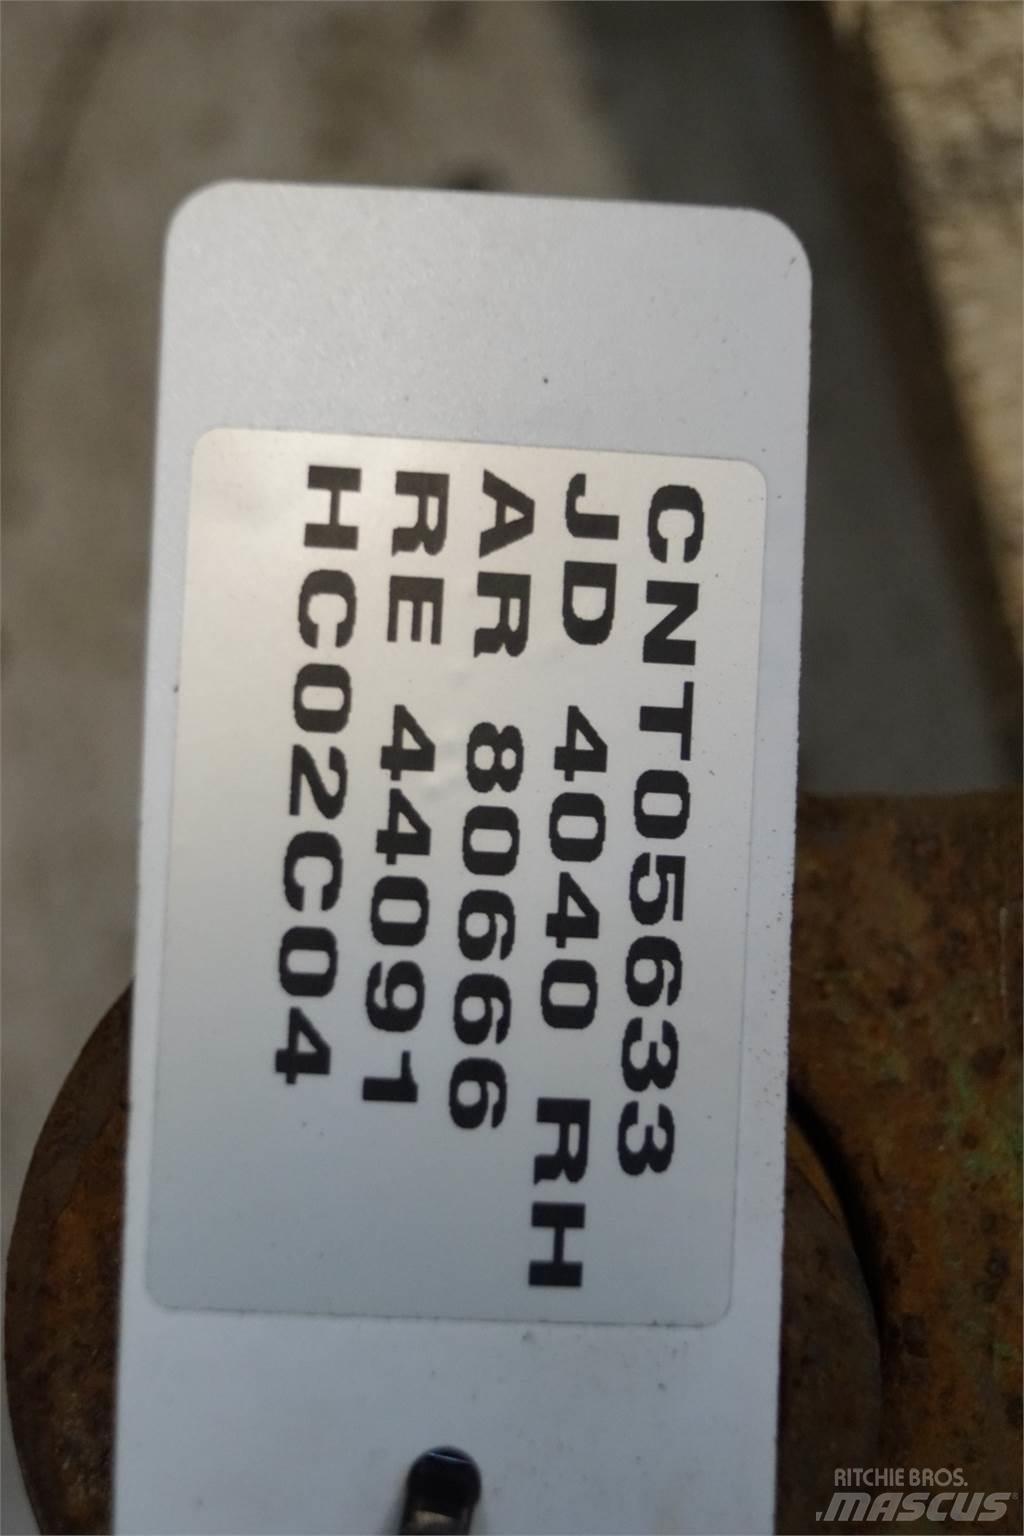 CNT05633
JD 4040 RH
AR 80666
RE 44091
HC02C04
RITCHIE BROS.
MASCUS